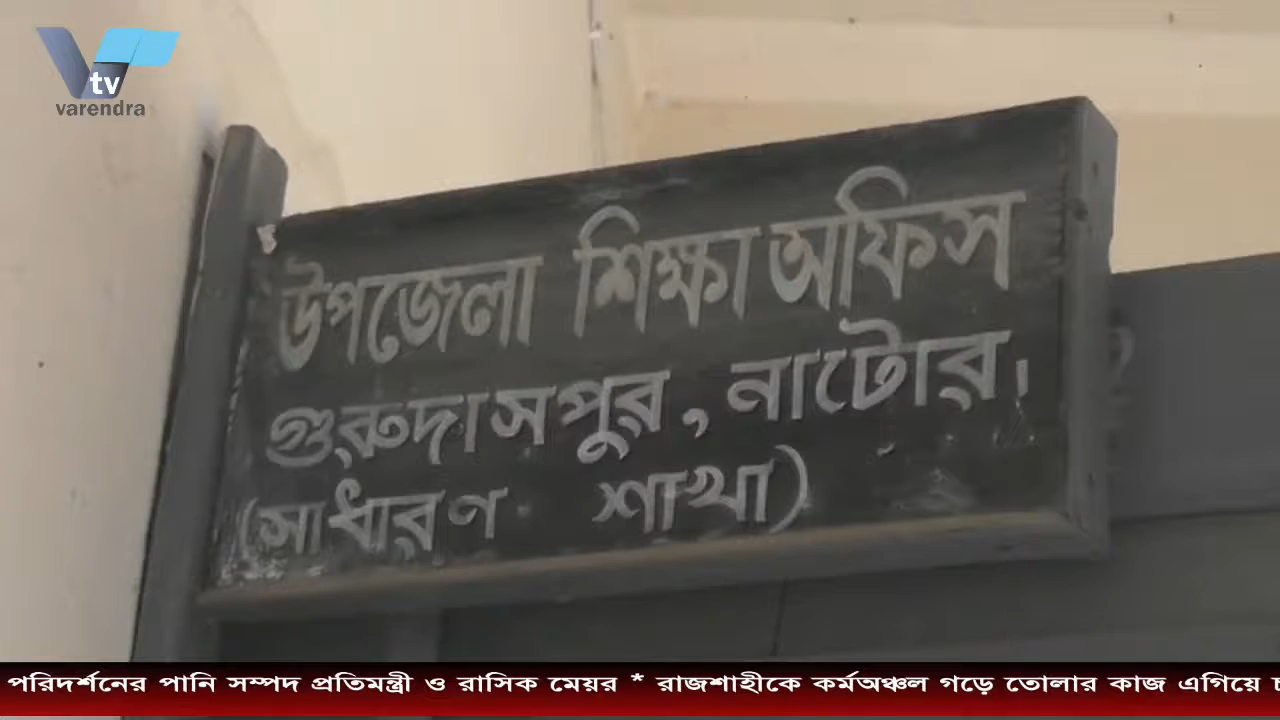 tv
varendra
উপজেলা শিক্ষা অফিস
গুরুদাসপুর, নাটোর।
(সাধারণ শাখা)
পরিদর্শনের পানি সম্পদ প্রতিমন্ত্রী ও রাসিক মেয়র * রাজশাহীকে কর্মঅঞ্চল গড়ে তোলার কাজ এগিয়ে